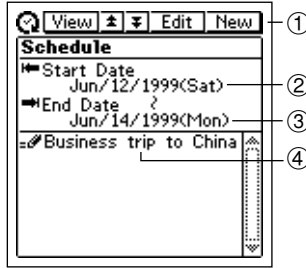 View Edit New ①
Schedule
Start Date
Jun/12/1999(Sat) ②
End Date
Jun/14/1999(Mon) ③
Business trip to China
④